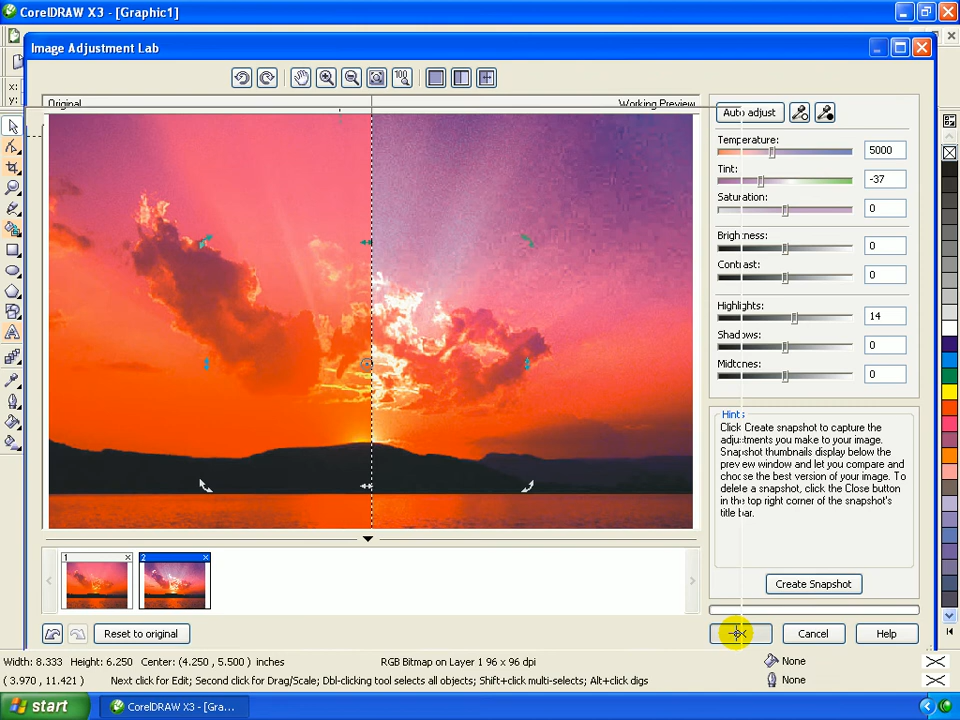 CorelDRAW X3 - [Graphic1]
Image Adjustment Lab
100
x:
y:
Original
Working Preview
Auto adjust
Temperature:
5000
Tint:
-37
Saturation:
0
Brightness:
0
Contrast:
0
Highlights:
14
Shadows:
0
Midtones:
0
Hints
Click Create snapshot to capture the
adjustments you make to your image.
Snapshot thumbnails display below the
preview window and let you compare and
choose the best version of your image. To
delete a snapshot, click the Close button
in the top right corner of the snapshot's
title bar.
1
2
Create Snapshot
Reset to original
Cancel
Help
Width: 8.333 Height: 6.250 Center: (4.250 , 5.500 ) inches
RGB Bitmap on Layer 1 96 x 96 dpi
None
( 3.970 , 11.421 )
Next click for Edit; Second click for Drag/Scale; Dbl-clicking tool selects all objects; Shift+click multi-selects; Alt+click digs
None
start
CorelDRAW X3 - [Gra...